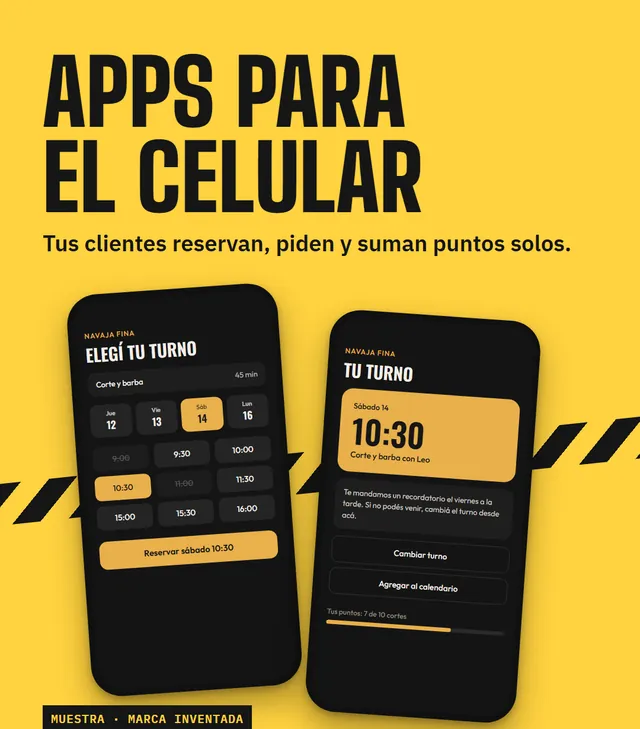 APPS PARA
EL CELULAR
Tus clientes reservan, piden y suman puntos solos.
NAVAJA FINA
ELEGÍ TU TURNO
Corte y barba
45 min
Jue
12
Vie
13
Sáb
14
Lun
16
9:00
9:30
10:00
10:30
11:00
11:30
15:00
15:30
16:00
Reservar sábado 10:30
NAVAJA FINA
TU TURNO
Sábado 14
10:30
Corte y barba con Leo
Te mandamos un recordatorio el viernes a la
tarde. Si no podés venir, cambiá el turno desde
acá.
Cambiar turno
Agregar al calendario
Tus puntos: 7 de 10 cortes
MUESTRA · MARCA INVENTADA